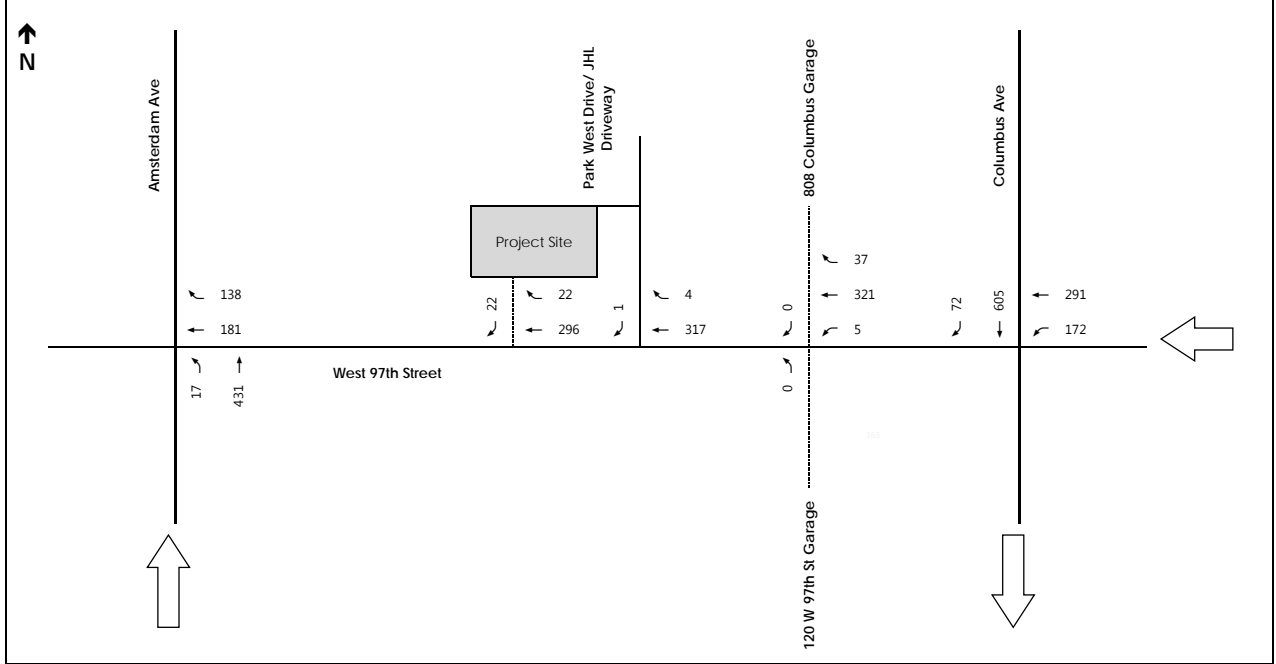 N
Amsterdam Ave
Park West Drive/ JHL
Driveway
808 Columbus Garage
Columbus Ave
Project Site
37
138
22
22
1
4
0
321
72
605
291
181
296
317
5
172
17
431
West 97th Street
0
120 W 97th St Garage